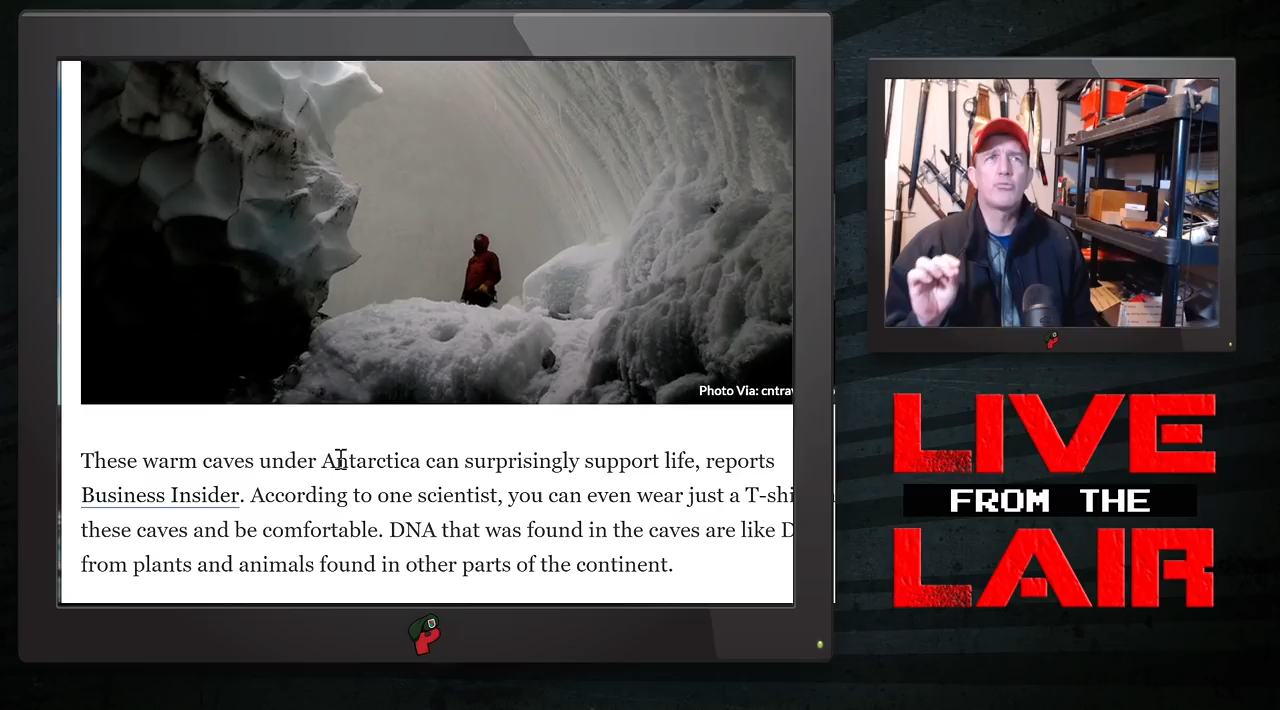 Photo Via:
These warm caves under Antarctica can surprisingly support life, reports
Business Insider. According to one scientist, you can even wear just a
these caves and be comfortable. DNA that was found in the caves are like
from plants and animals found in other parts of the continent.
LIVE
FROM THE
LAIR